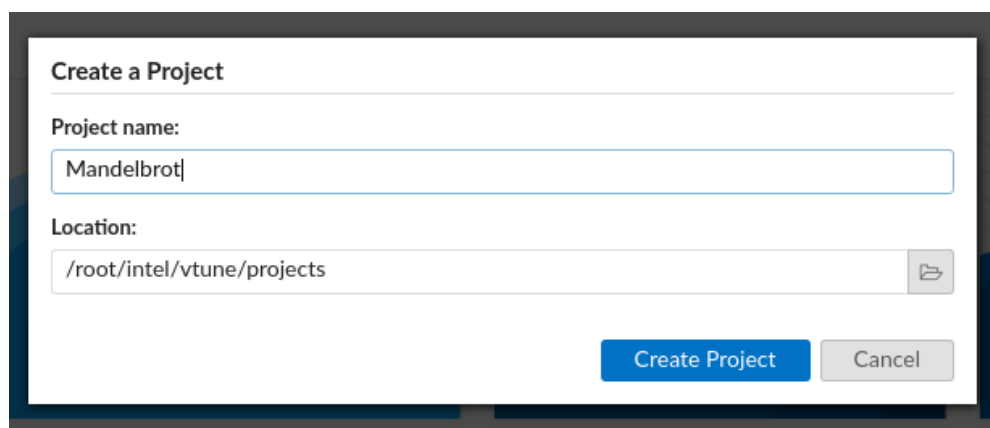 Create a Project
Project name:
Mandelbrot
Location:
/root/intel/vtune/projects
Create Project
Cancel